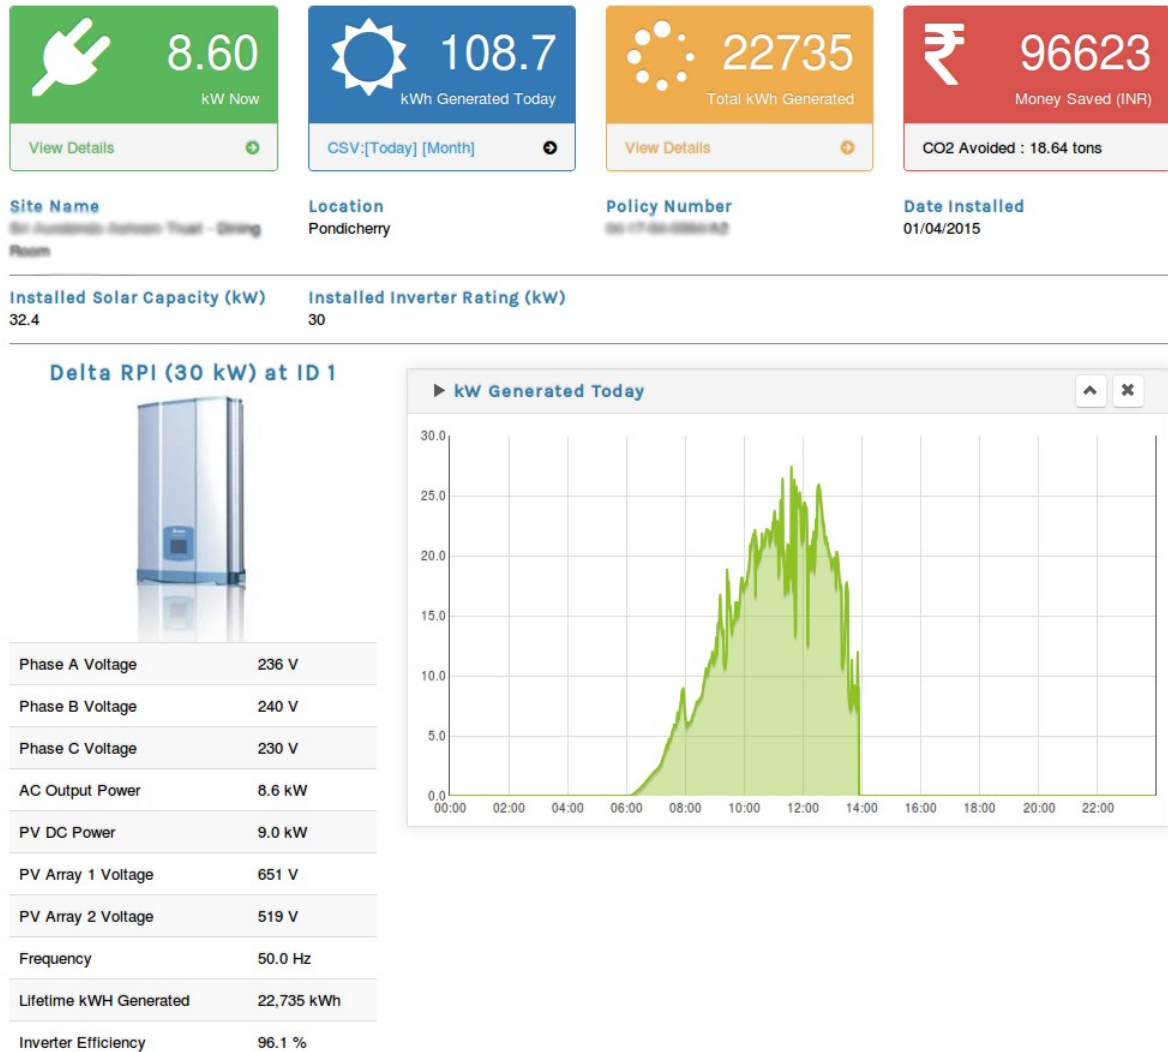 8.60
kW Now
View Details
108.7
kWh Generated Today
CSV:[Today] [Month]
22735
Total kWh Generated
View Details
₹
96623
Money Saved (INR)
CO2 Avoided : 18.64 tons
Site Name
Location
Pondicherry
Policy Number
Date Installed
01/04/2015
Installed Solar Capacity (kW)
32.4
Installed Inverter Rating (kW)
30
Delta RPI (30 kW) at ID 1
Phase A Voltage 236 V
Phase B Voltage 240 V
Phase C Voltage 230 V
AC Output Power 8.6 kW
PV DC Power 9.0 kW
PV Array 1 Voltage 651 V
PV Array 2 Voltage 519 V
Frequency 50.0 Hz
Lifetime kWH Generated 22,735 kWh
Inverter Efficiency 96.1 %
kW Generated Today
30.0
25.0
20.0
15.0
10.0
5.0
0.0
00:00 02:00 04:00 06:00 08:00 10:00 12:00 14:00 16:00 18:00 20:00 22:00